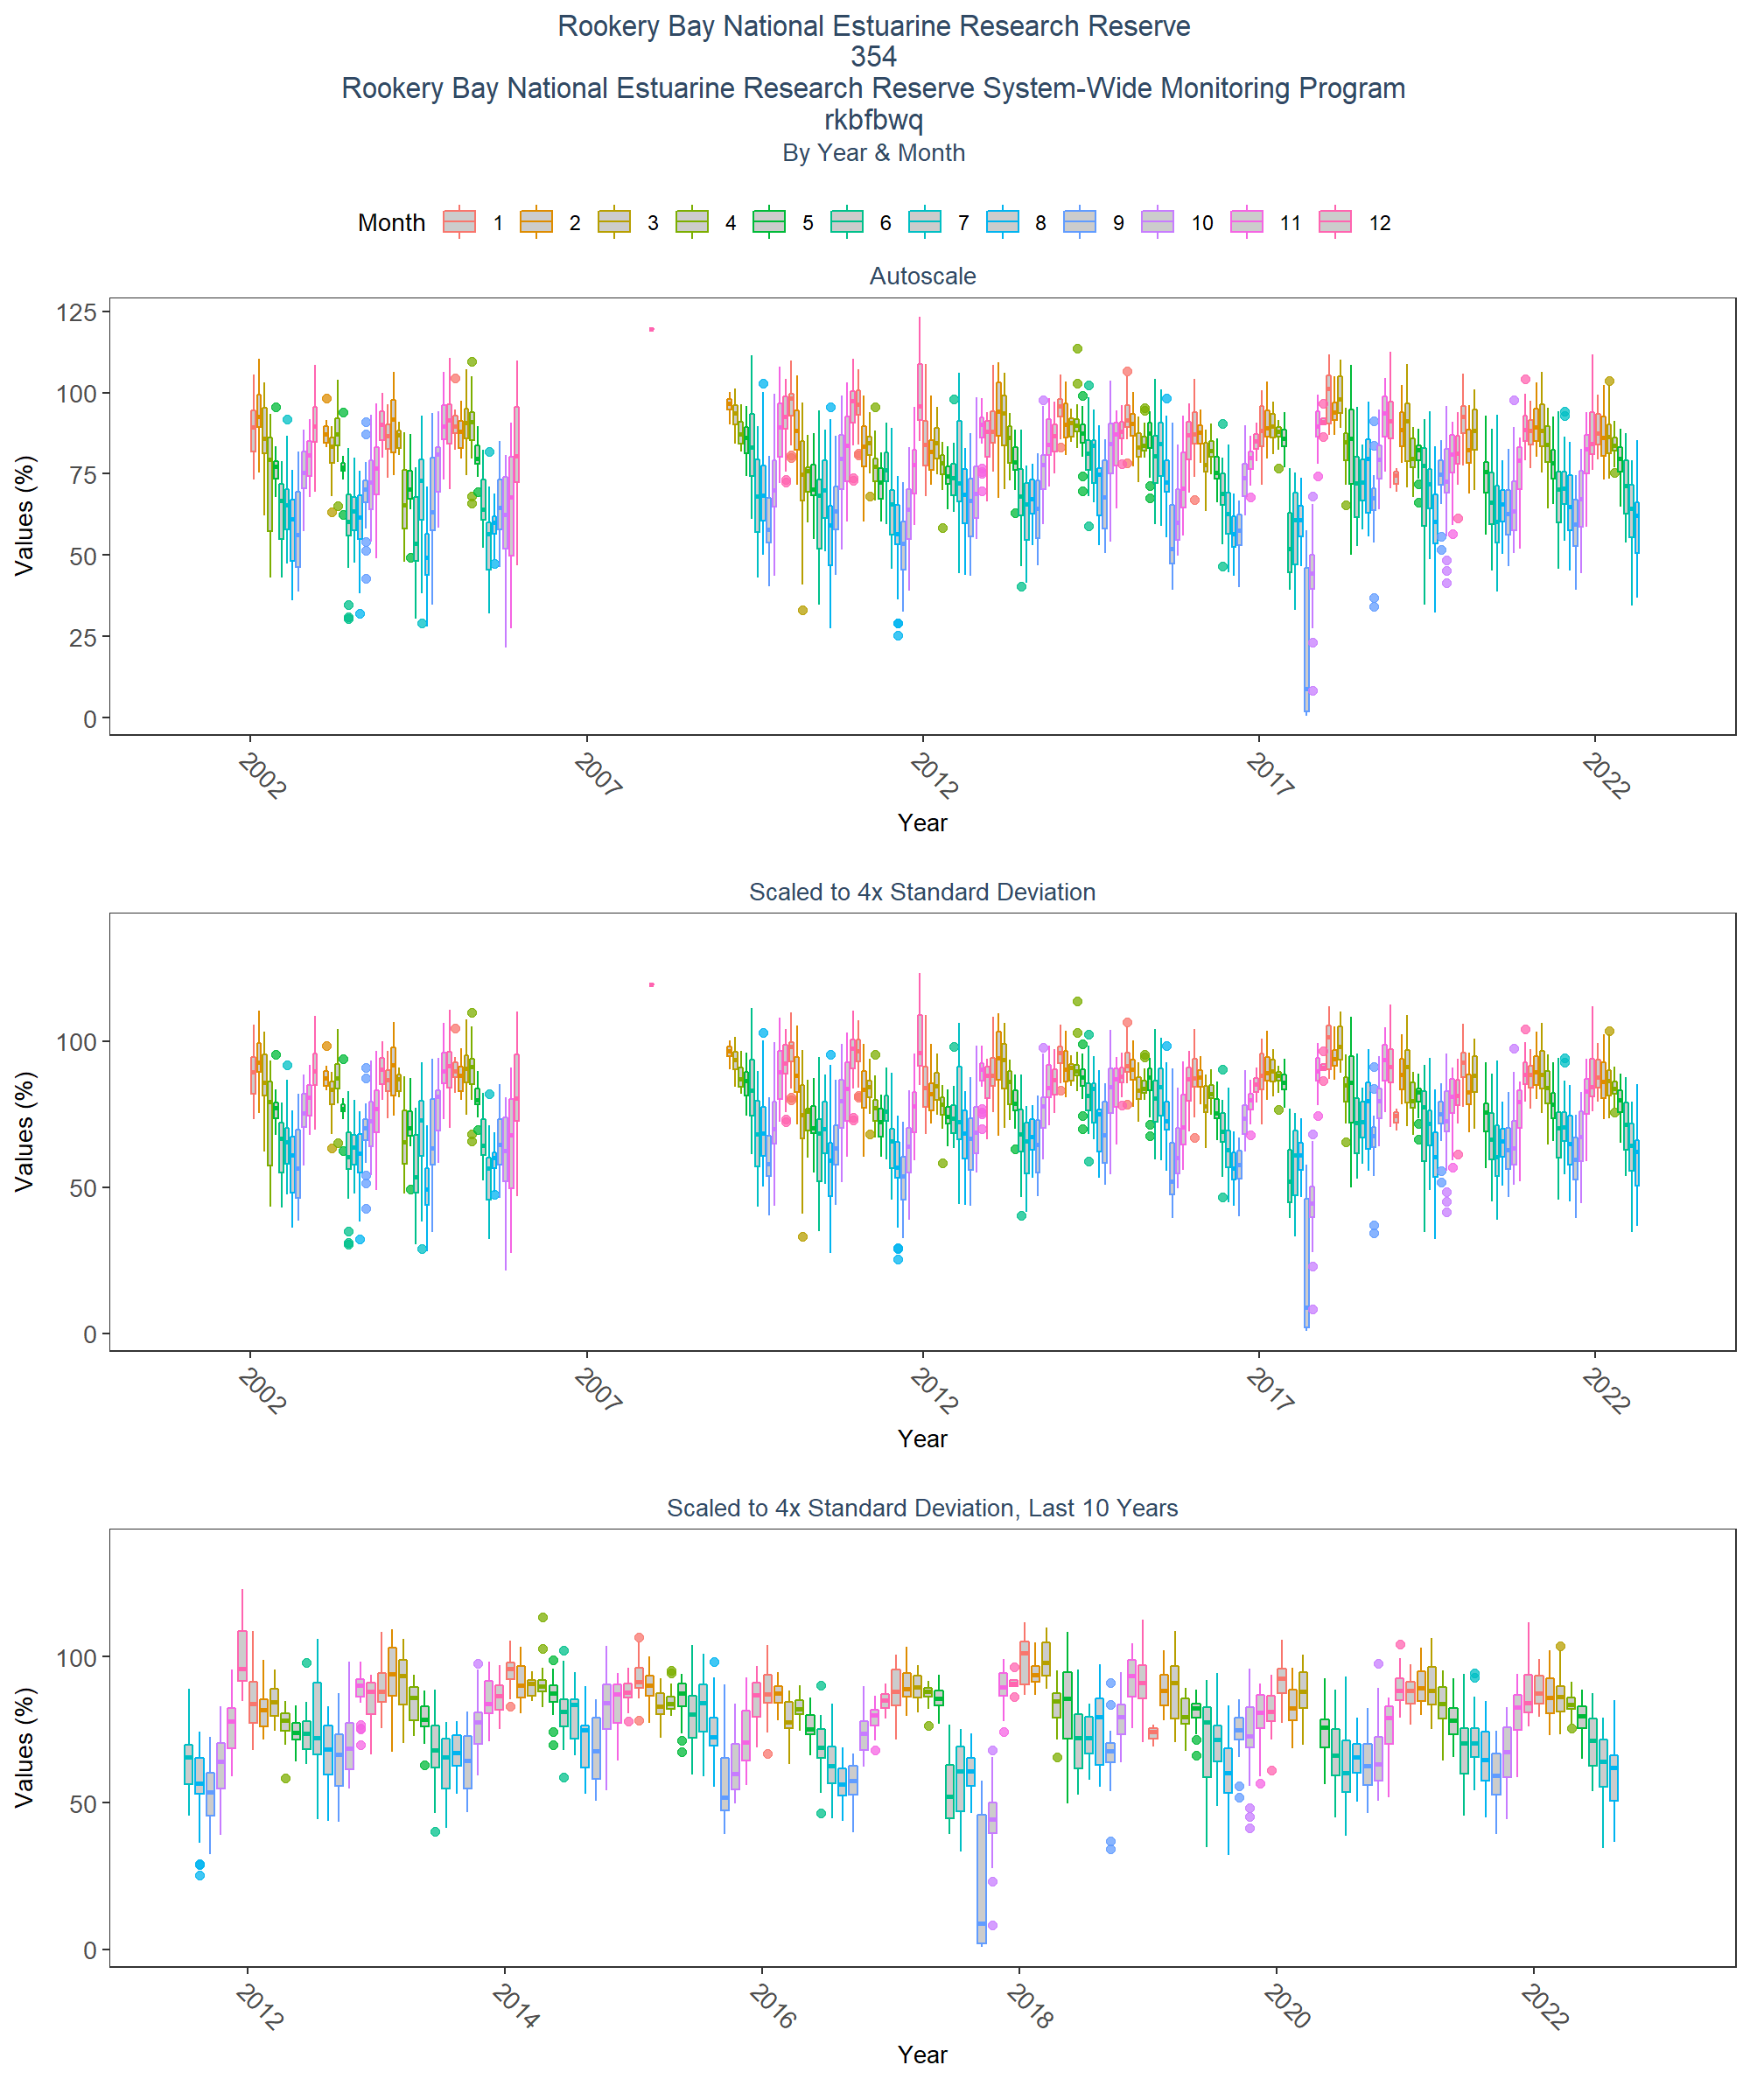 Rookery Bay National Estuarine Research Reserve
354
Rookery Bay National Estuarine Research Reserve System-Wide Monitoring Program
rkbfbwq
By Year & Month
Month 1 2 3 4 5 6 7 8 9 10 11 12
Autoscale
Values (%)
125
100
75
50
25
0
2002 2007 2012 2017 2022
Year
Scaled to 4x Standard Deviation
Values (%)
100
50
0
2002 2007 2012 2017 2022
Year
Scaled to 4x Standard Deviation, Last 10 Years
Values (%)
100
50
0
2012 2014 2016 2018 2020 2022
Year